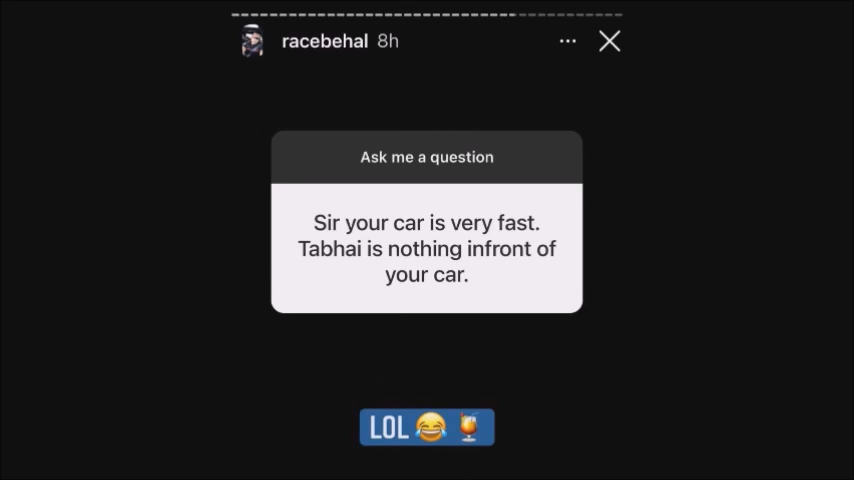 racebehal 8h
Ask me a question
Sir your car is very fast.
Tabhai is nothing infront of
your car.
LOL 😂🍹